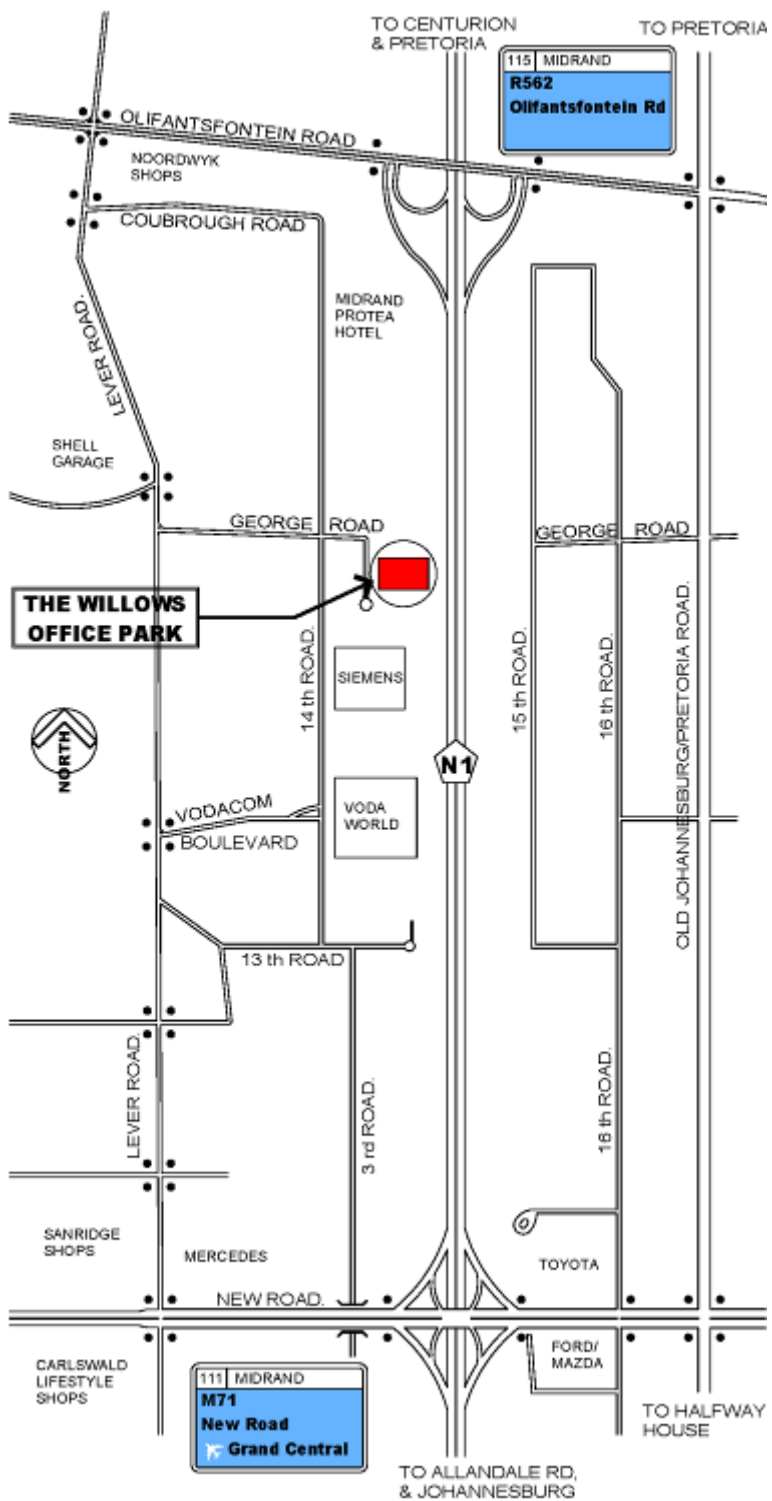 TO CENTURION
& PRETORIA
TO PRETORIA
115 MIDRAND
R562
Olifantsfontein Rd
OLIFANTSFONTEIN ROAD
NOORDWYK
SHOPS
COUBROUGH ROAD
MIDRAND
PROTEA
HOTEL
LEVER ROAD.
SHELL
GARAGE
GEORGE ROAD
GEORGE ROAD
THE WILLOWS
OFFICE PARK
14 th ROAD.
SIEMENS
15 th ROAD.
16 th ROAD.
OLD JOHANNESBURG/PRETORIA ROAD.
NORTH
N1
VODACOM
BOULEVARD
VODA
WORLD
13 th ROAD
LEVER ROAD.
3 rd ROAD.
16 th ROAD.
SANRIDGE
SHOPS
MERCEDES
TOYOTA
NEW ROAD.
CARLSWALD
LIFESTYLE
SHOPS
FORD/
MAZDA
111 MIDRAND
M71
New Road
Grand Central
TO HALFWAY
HOUSE
TO ALLANDALE RD,
& JOHANNESBURG